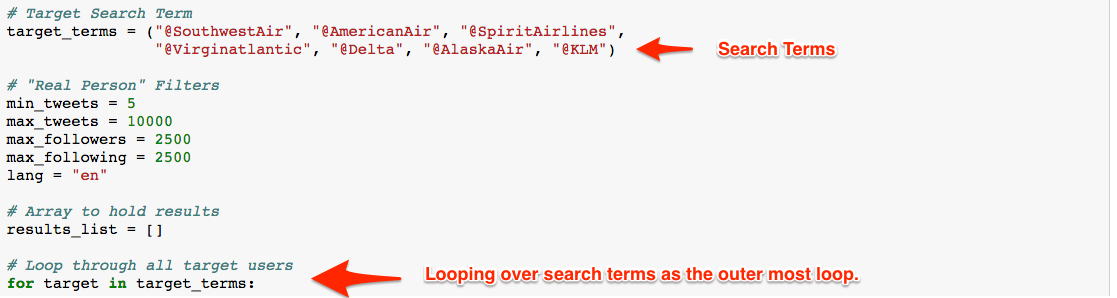 # Target Search Term
target_terms = ("@SouthwestAir", "@AmericanAir", "@SpiritAirlines",
"@Virginatlantic", "@Delta", "@AlaskaAir", "@KLM")
Search Terms
# "Real Person" Filters
min_tweets = 5
max_tweets = 10000
max_followers = 2500
max_following = 2500
lang = "en"
# Array to hold results
results_list = []
# Loop through all target users
for target in target_terms:
Looping over search terms as the outer most loop.